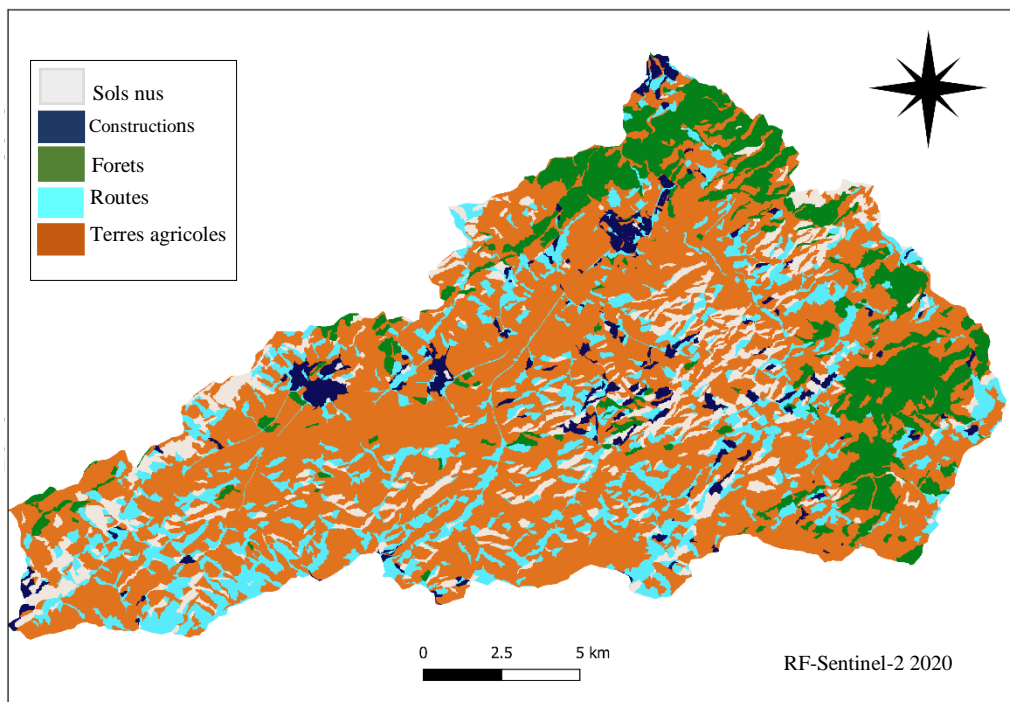 Sols nus
Constructions
Forets
Routes
Terres agricoles
0 2.5 5 km
RF-Sentinel-2 2020